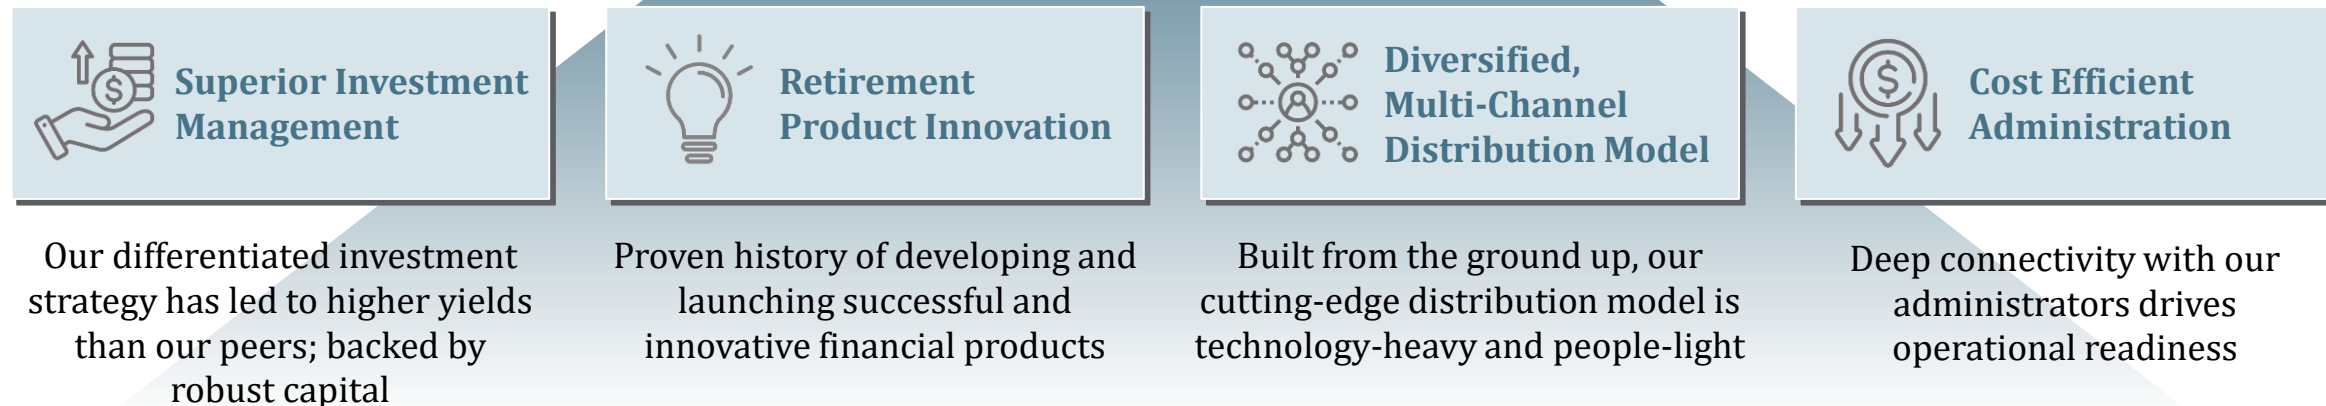 Superior Investment
Management
Our differentiated investment
strategy has led to higher yields
than our peers; backed by
robust capital
Retirement
Product Innovation
Proven history of developing and
launching successful and
innovative financial products
Diversified,
Multi-Channel
Distribution Model
Built from the ground up, our
cutting-edge distribution model is
technology-heavy and people-light
Cost Efficient
Administration
Deep connectivity with our
administrators drives
operational readiness